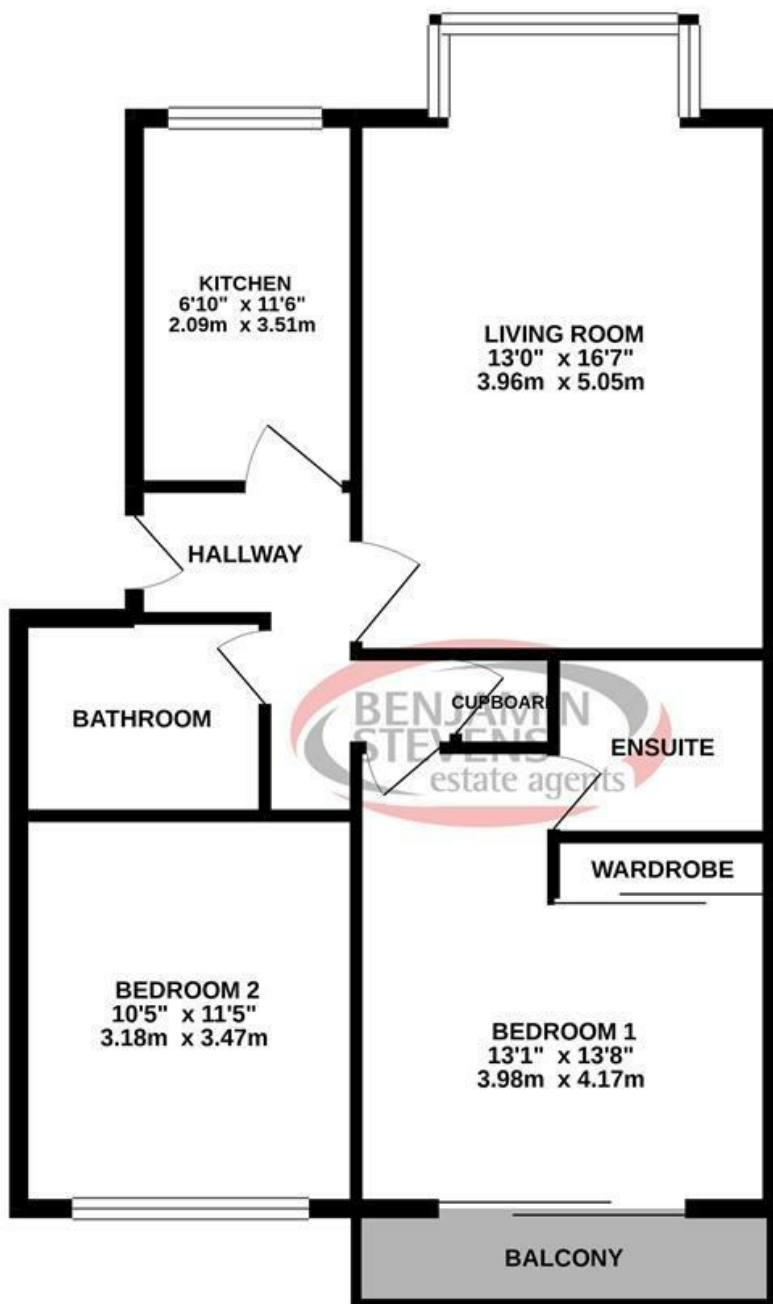 KITCHEN
6'10" x 11'6"
2.09m x 3.51m
LIVING ROOM
13'0" x 16'7"
3.96m x 5.05m
HALLWAY
BATHROOM
CUPBOARD
BENJAMIN
STEVENS
estate agents
ENSUITE
WARDROBE
BEDROOM 2
10'5" x 11'5"
3.18m x 3.47m
BEDROOM 1
13'1" x 13'8"
3.98m x 4.17m
BALCONY